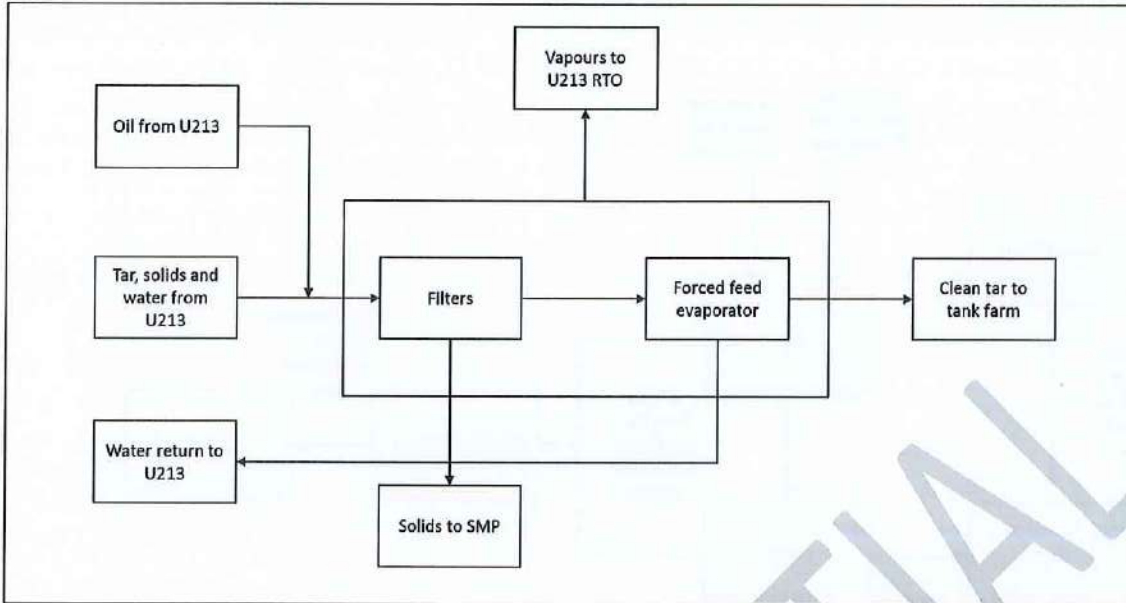 Vapours to
U213 RTO
Oil from U213
Tar, solids and
water from
U213
Filters
Forced feed
evaporator
Clean tar to
tank farm
Water return to
U213
Solids to SMP
TIAL